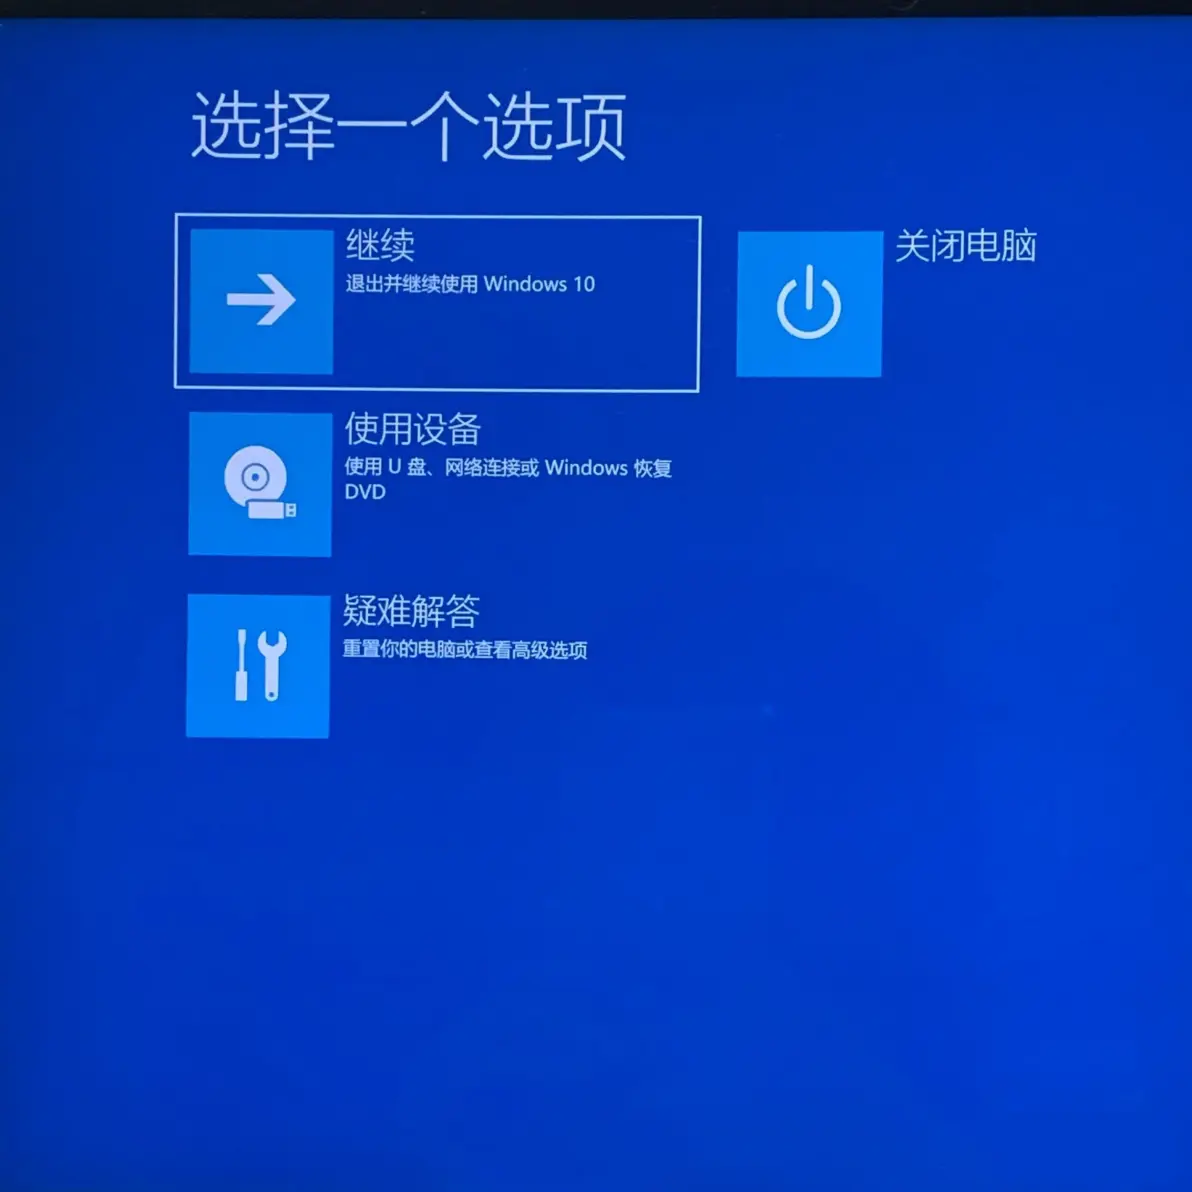 选择一个选项
继续
退出并继续使用 Windows 10
关闭电脑
使用设备
使用 U 盘、网络连接或 Windows 恢复
DVD
疑难解答
重置你的电脑或查看高级选项